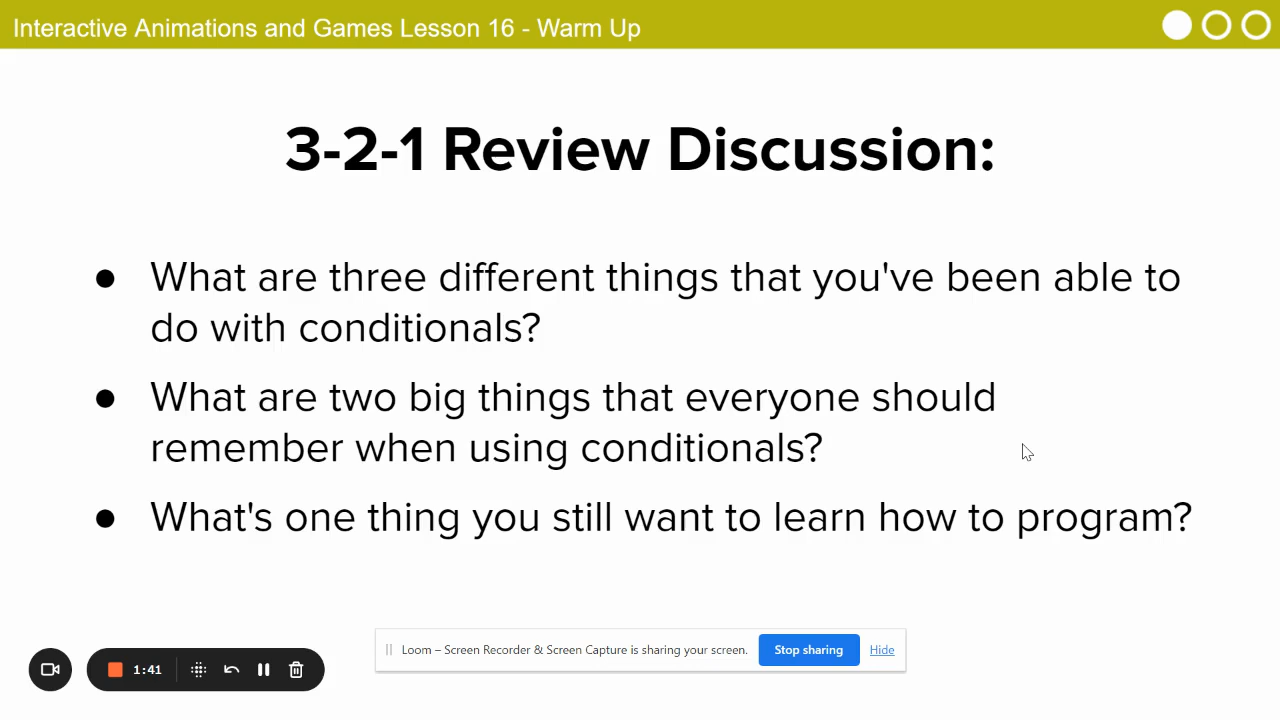 Interactive Animations and Games Lesson 16 - Warm Up
3-2-1 Review Discussion:
● What are three different things that you've been able to
do with conditionals?
● What are two big things that everyone should
remember when using conditionals?
● What's one thing you still want to learn how to program?
Loom – Screen Recorder & Screen Capture is sharing your screen. Stop sharing Hide
1:41